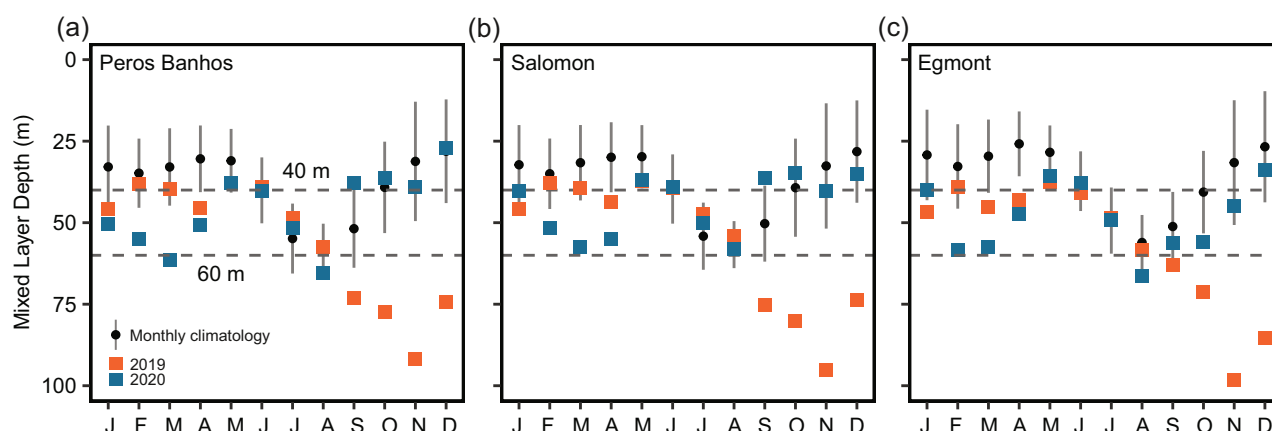 (a)
(b)
(c)
Peros Banhos
Salomon
Egmont
Mixed Layer Depth (m)
0
25
50
75
100
40 m
60 m
Monthly climatology
2019
2020
J F M A M J J A S O N D
J F M A M J J A S O N D
J F M A M J J A S O N D